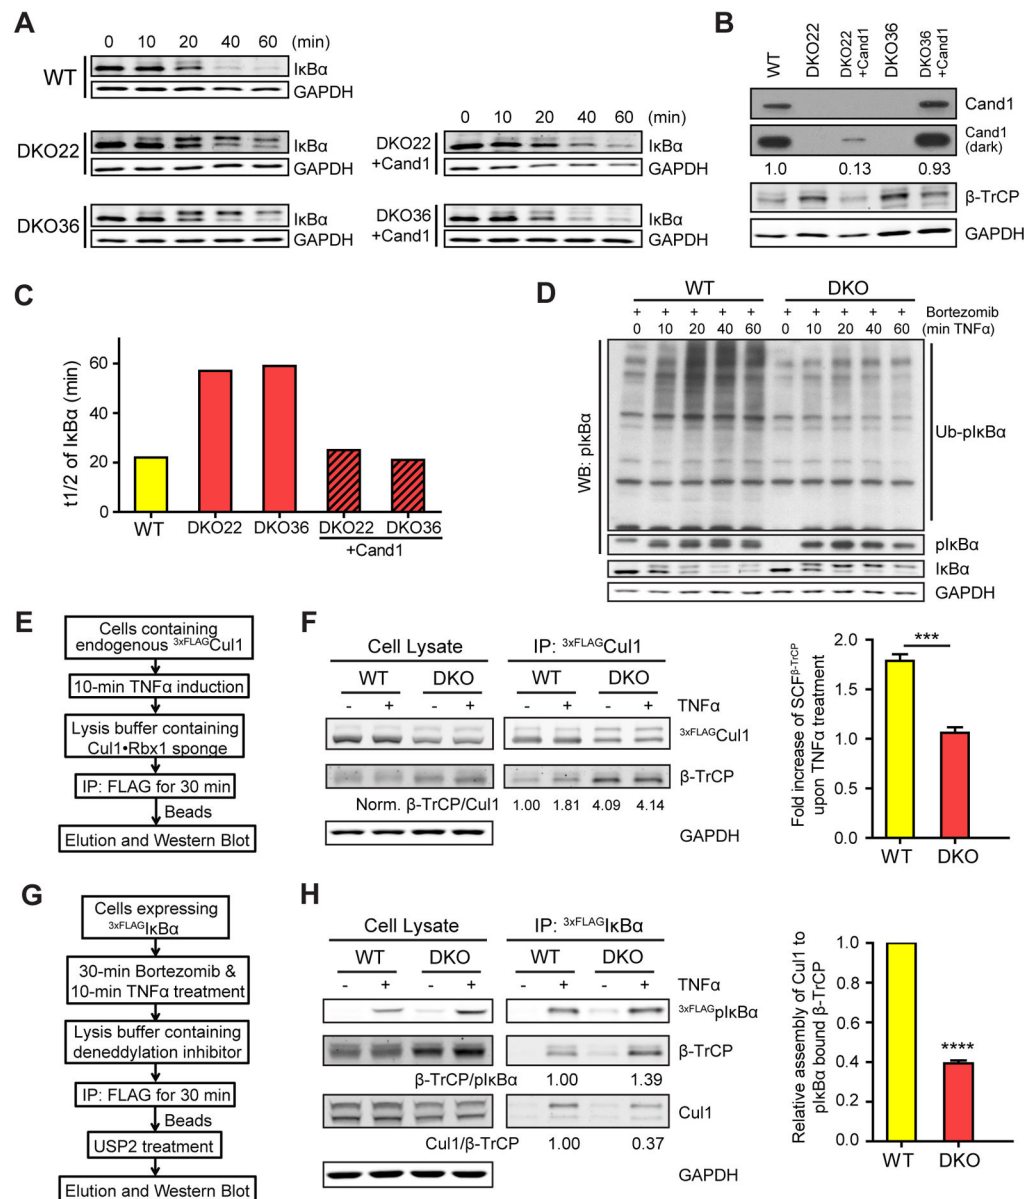 A
0 10 20 40 60 (min)
WT
IκBα
GAPDH
DKO22
IκBα
GAPDH
DKO36
IκBα
GAPDH
0 10 20 40 60 (min)
DKO22
+Cand1
IκBα
GAPDH
DKO36
+Cand1
IκBα
GAPDH
B
WT
DKO22
DKO22
+Cand1
DKO36
DKO36
+Cand1
Cand1
Cand1
(dark)
1.0 0.13 0.93
β-TrCP
GAPDH
C
t1/2 of IκBα (min)
60
40
20
0
WT DKO22 DKO36 DKO22 DKO36
+Cand1
D
WT DKO
+ + + + + + + + + + Bortezomib
0 10 20 40 60 0 10 20 40 60 (min TNFα)
WB: pIκBα
Ub-pIκBα
pIκBα
IκBα
GAPDH
E
Cells containing
endogenous 3xFLAGCul1
10-min TNFα induction
Lysis buffer containing
Cul1•Rbx1 sponge
IP: FLAG for 30 min
Beads
Elution and Western Blot
F
Cell Lysate IP: 3xFLAGCul1
WT DKO WT DKO
- + - + - + - + TNFα
3xFLAGCul1
β-TrCP
Norm. β-TrCP/Cul1 1.00 1.81 4.09 4.14
GAPDH
Fold increase of SCFβ-TrCP
upon TNFα treatment
2.0
1.5
1.0
0.5
0.0
***
WT DKO
G
Cells expressing
3xFLAGIκBα
30-min Bortezomib &
10-min TNFα treatment
Lysis buffer containing
deneddylation inhibitor
IP: FLAG for 30 min
Beads
USP2 treatment
Elution and Western Blot
H
Cell Lysate IP: 3xFLAGIκBα
WT DKO WT DKO
- + - + - + - + TNFα
3xFLAGpIκBα
β-TrCP
β-TrCP/pIκBα 1.00 1.39
Cul1
Cul1/β-TrCP 1.00 0.37
GAPDH
Relative assembly of Cul1 to
pIκBα bound β-TrCP
1.0
0.8
0.6
0.4
0.2
0.0
****
WT DKO